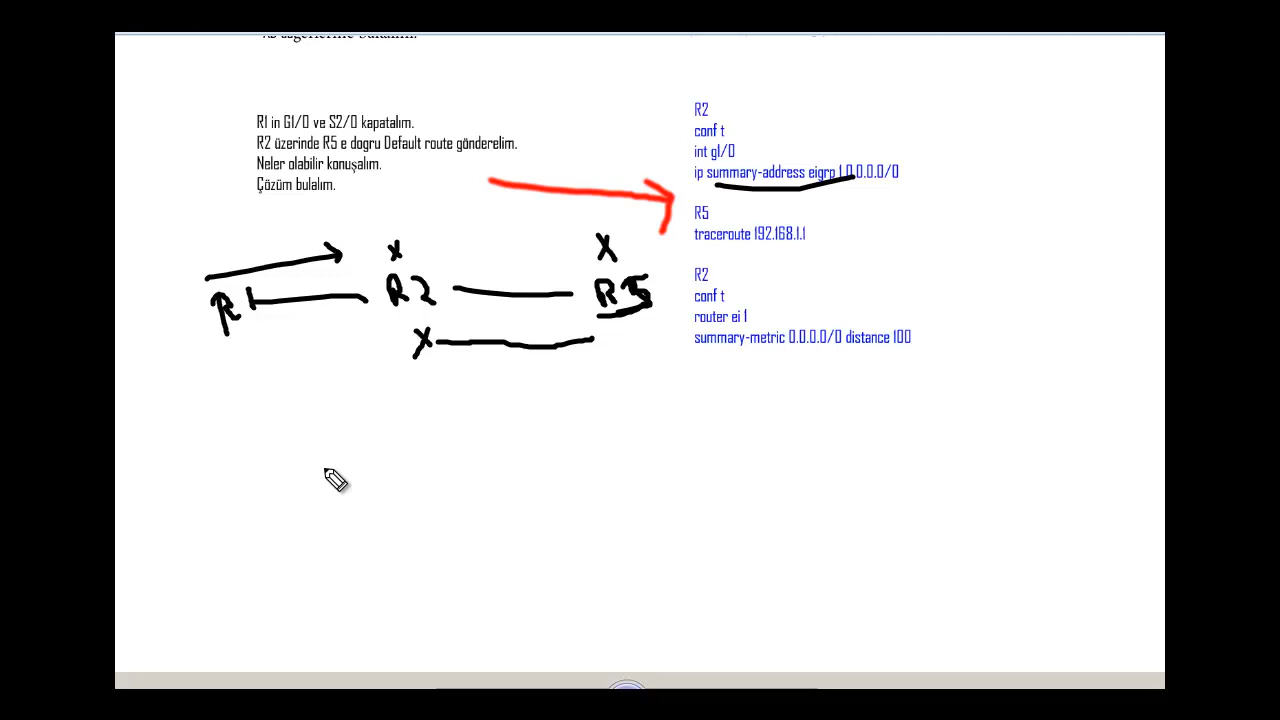 R1 in G1/0 ve S2/0 kapatalım.
R2 üzerinde R5 e dogru Default route gönderelim.
Neler olabilir konuşalım.
Çözüm bulalım.
R2
conf t
int g1/0
ip summary-address eigrp 1 0.0.0.0/0
R5
traceroute 192.168.1.1
R2
conf t
router ei 1
summary-metric 0.0.0.0/0 distance 100
x X
R1 R2 R5
X